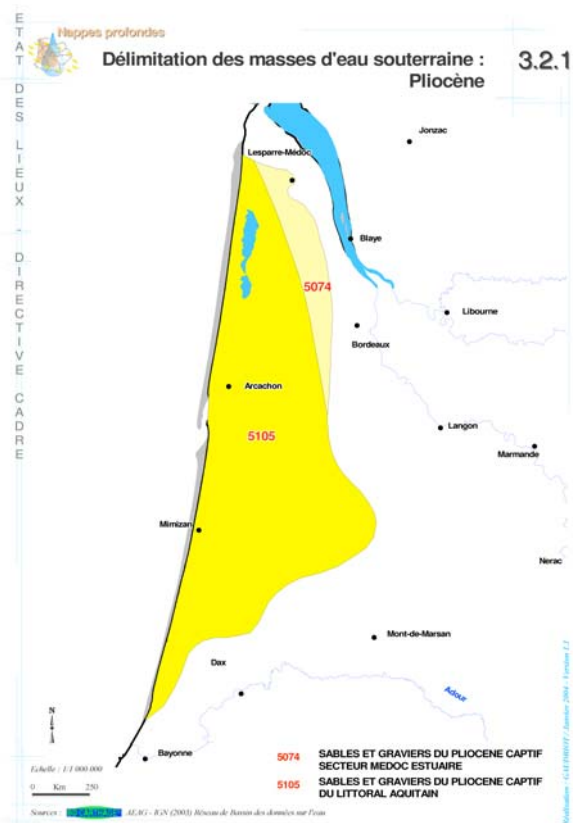 ETAT DES LIEUX - DIRECTIVE CADRE
Nappes profondes
Délimitation des masses d'eau souterraine :
Pliocène
3.2.1
Jonzac
Lesparre-Médoc
Blaye
5074
Libourne
Bordeaux
Arcachon
Langon
5105
Marmande
Mimizan
Nerac
Mont-de-Marsan
Dax
Adour
N
Bayonne
5074 SABLES ET GRAVIERS DU PLIOCENE CAPTIF
SECTEUR MEDOC ESTUAIRE
5105 SABLES ET GRAVIERS DU PLIOCENE CAPTIF
DU LITTORAL AQUITAIN
Echelle : 1/1 000 000
0 Km 250
Sources :
AEAG - IGN (2003) Réseau de Bassin des données sur l'eau